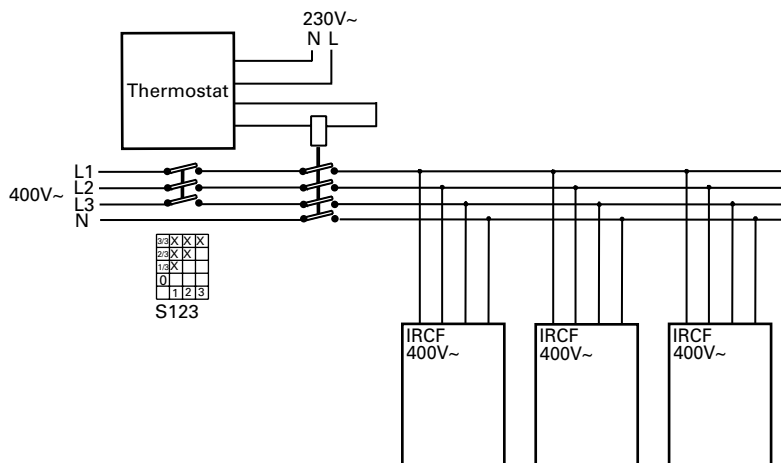 230V~
N L
Thermostat
400V~
L1
L2
L3
N
3/3 X X X
2/3 X X
1/3 X
0
1 2 3
S123
IRCF
400V~
IRCF
400V~
IRCF
400V~